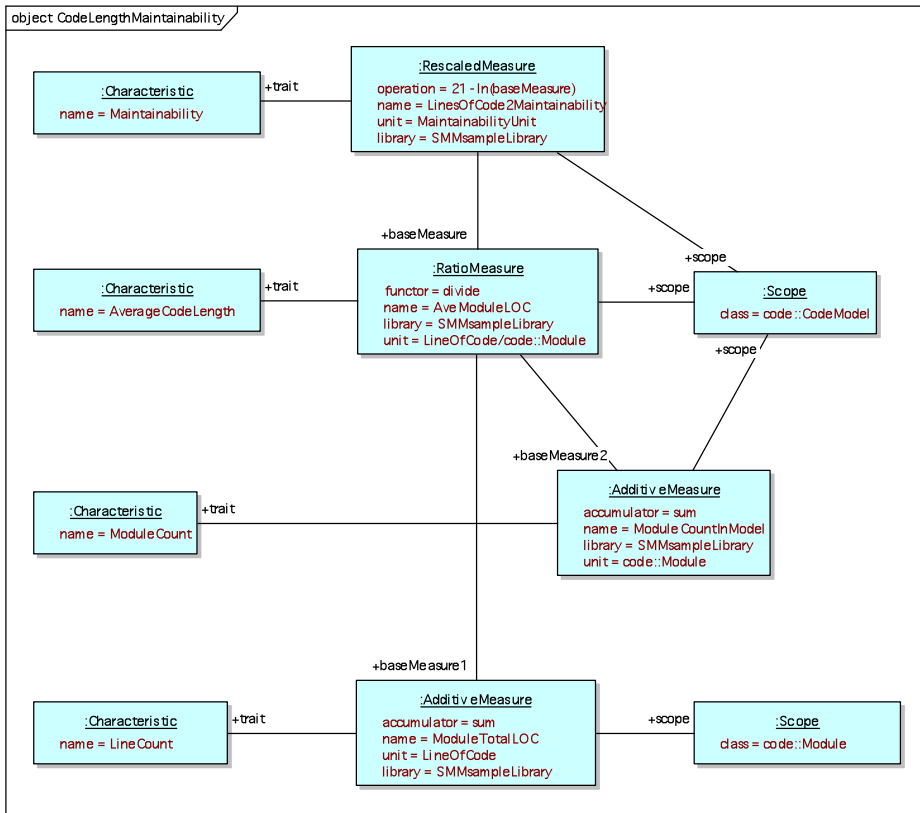 object CodeLengthMaintainability
:RescaledMeasure
operation = 21 - ln(baseMeasure)
name = LinesOfCode2Maintainability
unit = MaintainabilityUnit
library = SMMsampleLibrary
:Characteristic
name = Maintainability
+trait
+baseMeasure
+scope
:RatioMeasure
functor = divide
name = AveModuleLOC
library = SMMsampleLibrary
unit = LineOfCode/code::Module
:Characteristic
name = AverageCodeLength
+trait
+scope
:Scope
class = code::CodeModel
+scope
+baseMeasure2
:AdditiveMeasure
accumulator = sum
name = ModuleCountInModel
library = SMMsampleLibrary
unit = code::Module
:Characteristic
name = ModuleCount
+trait
+baseMeasure1
:AdditiveMeasure
accumulator = sum
name = ModuleTotalLOC
unit = LineOfCode
library = SMMsampleLibrary
:Characteristic
name = LineCount
+trait
+scope
:Scope
class = code::Module